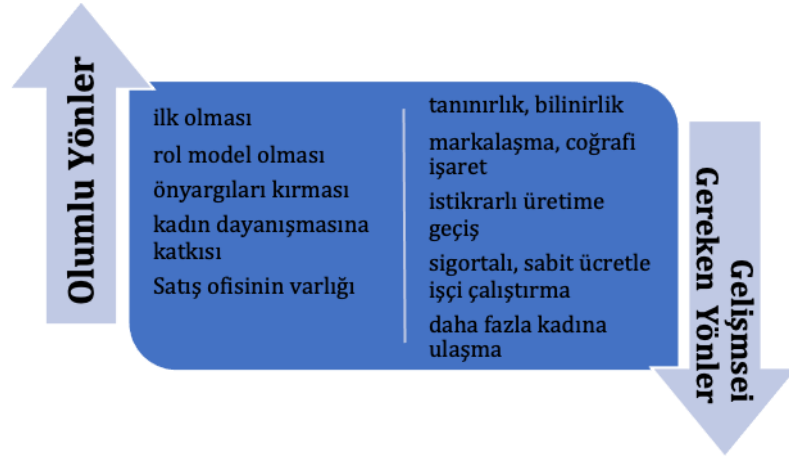 Olumlu Yönler
ilk olması
rol model olması
önyargıları kırması
kadın dayanışmasına
katkısı
Satış ofisinin varlığı
tanınırlık, bilinirlik
markalaşma, coğrafi
işaret
istikrarlı üretime
geçiş
sigortalı, sabit ücretle
işçi çalıştırma
daha fazla kadına
ulaşma
Gelişmsei
Gereken Yönler